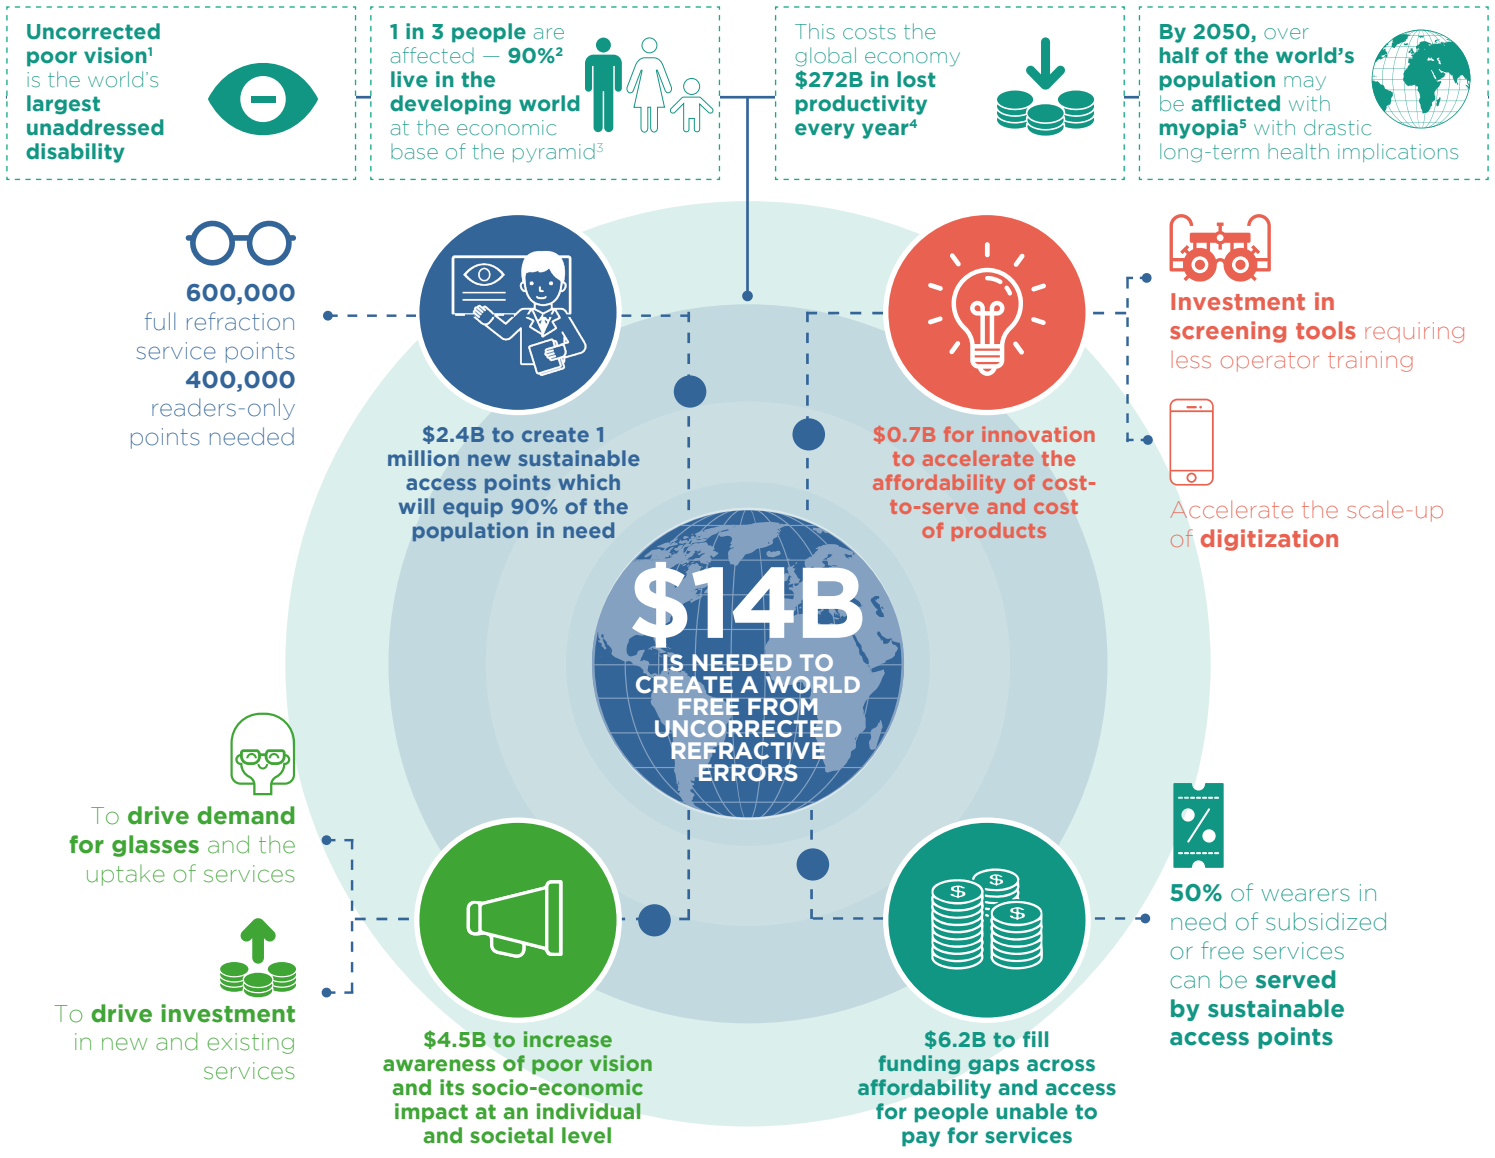 Uncorrected
poor vision¹
is the world's
largest
unaddressed
disability
1 in 3 people are
affected — 90%²
live in the
developing world
at the economic
base of the pyramid³
This costs the
global economy
$272B in lost
productivity
every year⁴
By 2050, over
half of the world's
population may
be afflicted with
myopia⁵ with drastic
long-term health implications
600,000
full refraction
service points
400,000
readers-only
points needed
$2.4B to create 1
million new sustainable
access points which
will equip 90% of the
population in need
$0.7B for innovation
to accelerate the
affordability of cost-
to-serve and cost
of products
Investment in
screening tools requiring
less operator training
Accelerate the scale-up
of digitization
$14B
IS NEEDED TO
CREATE A WORLD
FREE FROM
UNCORRECTED
REFRACTIVE
ERRORS
To drive demand
for glasses and the
uptake of services
To drive investment
in new and existing
services
$4.5B to increase
awareness of poor vision
and its socio-economic
impact at an individual
and societal level
$ $ $
$6.2B to fill
funding gaps across
affordability and access
for people unable to
pay for services
%
50% of wearers in
need of subsidized
or free services
can be served
by sustainable
access points